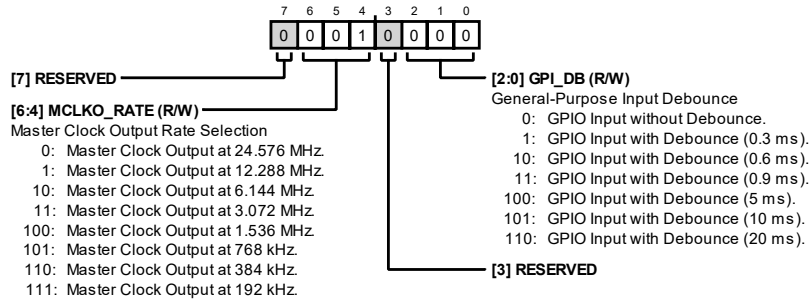 7 6 5 4 3 2 1 0
0 0 0 1 0 0 0 0
[7] RESERVED
[6:4] MCLKO_RATE (R/W)
Master Clock Output Rate Selection
0: Master Clock Output at 24.576 MHz.
1: Master Clock Output at 12.288 MHz.
10: Master Clock Output at 6.144 MHz.
11: Master Clock Output at 3.072 MHz.
100: Master Clock Output at 1.536 MHz.
101: Master Clock Output at 768 kHz.
110: Master Clock Output at 384 kHz.
111: Master Clock Output at 192 kHz.
[2:0] GPI_DB (R/W)
General-Purpose Input Debounce
0: GPIO Input without Debounce.
1: GPIO Input with Debounce (0.3 ms).
10: GPIO Input with Debounce (0.6 ms).
11: GPIO Input with Debounce (0.9 ms).
100: GPIO Input with Debounce (5 ms).
101: GPIO Input with Debounce (10 ms).
110: GPIO Input with Debounce (20 ms).
[3] RESERVED